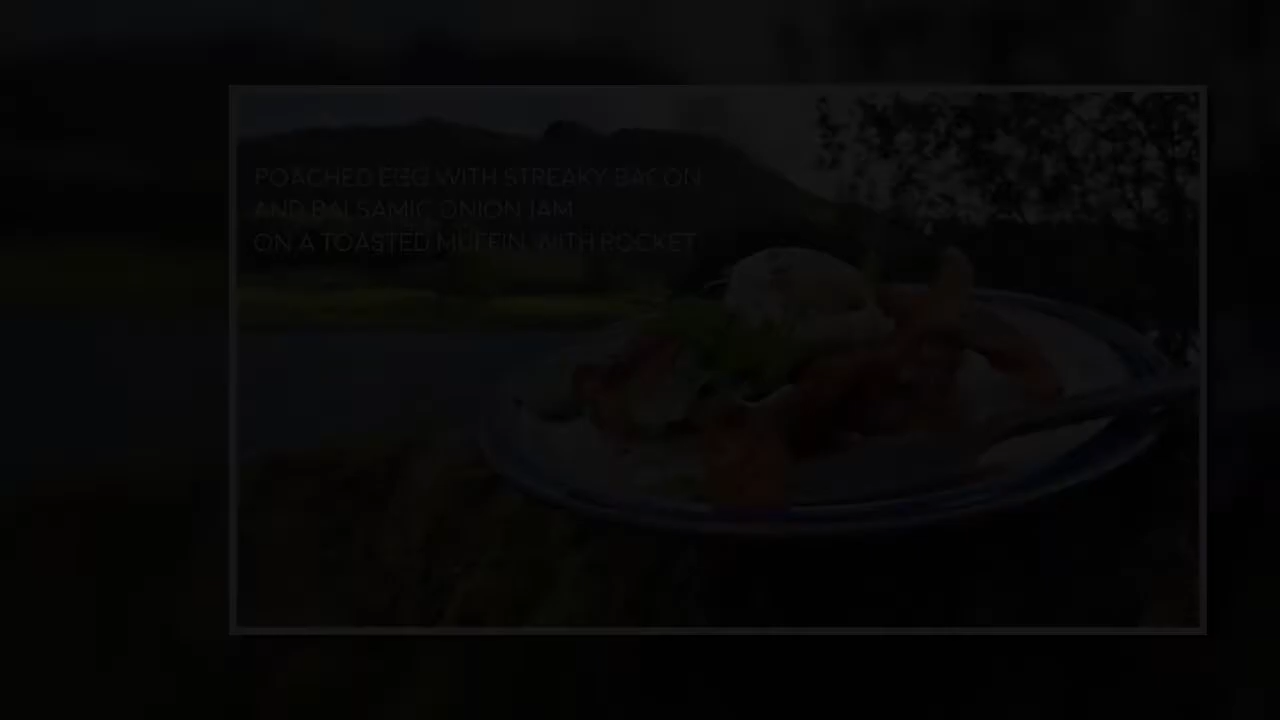 POACHED EGG WITH STREAKY BACON
AND BALSAMIC ONION JAM
ON A TOASTED MUFFIN WITH ROCKET